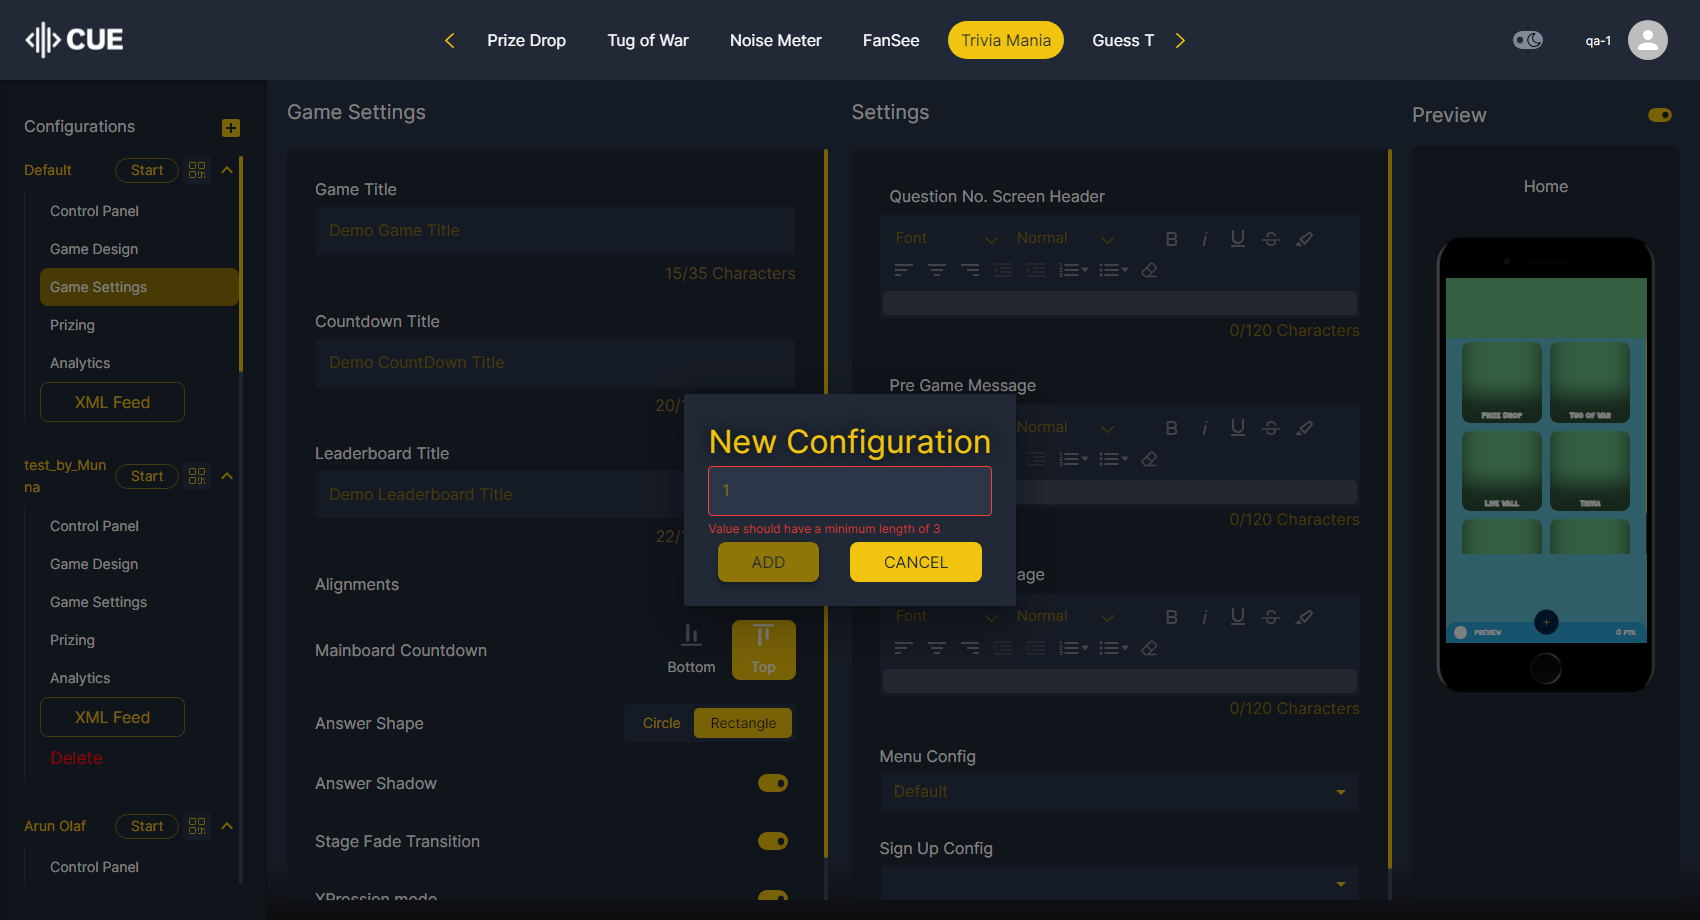 CUE
Prize Drop
Tug of War
Noise Meter
FanSee
Trivia Mania
Guess T
qa-1
Configurations
Default
Start
Control Panel
Game Design
Game Settings
Prizing
Analytics
XML Feed
test_by_Mun
na
Start
Control Panel
Game Design
Game Settings
Prizing
Analytics
XML Feed
Delete
Arun Olaf
Start
Control Panel
Game Settings
Game Title
Demo Game Title
15/35 Characters
Countdown Title
Demo CountDown Title
20/
Leaderboard Title
Demo Leaderboard Title
22/
Alignments
Mainboard Countdown
Bottom
Top
Answer Shape
Circle
Rectangle
Answer Shadow
Stage Fade Transition
XPression mode
New Configuration
1
Value should have a minimum length of 3
ADD
CANCEL
Settings
Question No. Screen Header
Font
Normal
0/120 Characters
Pre Game Message
Normal
0/120 Characters
age
Font
Normal
0/120 Characters
Menu Config
Default
Sign Up Config
Preview
Home
PRIZE DROP
TUG OF WAR
LIVE WALL
TRIVIA
PREVIEW
0 PTS.